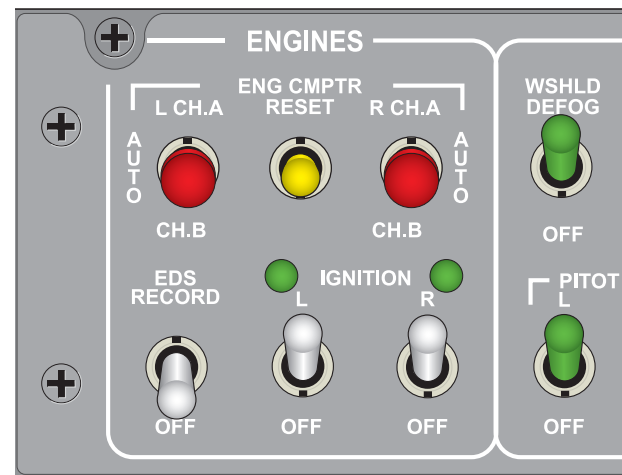 ENGINES
ENG CMPTR
L CH.A RESET R CH.A
AUTO
AUTO
CH.B
CH.B
EDS
RECORD
IGNITION
L
R
OFF
OFF
OFF
WSHLD
DEFOG
OFF
PITOT
L
OFF